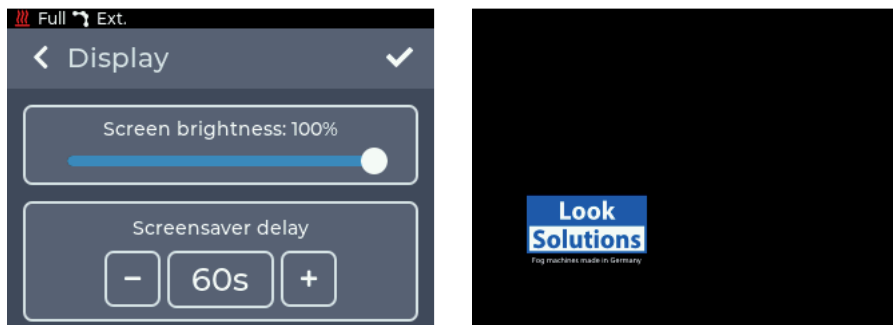 Full Ext.
Display
Screen brightness: 100%
Screensaver delay
− 60s +
Look
Solutions
Fog machines made in Germany